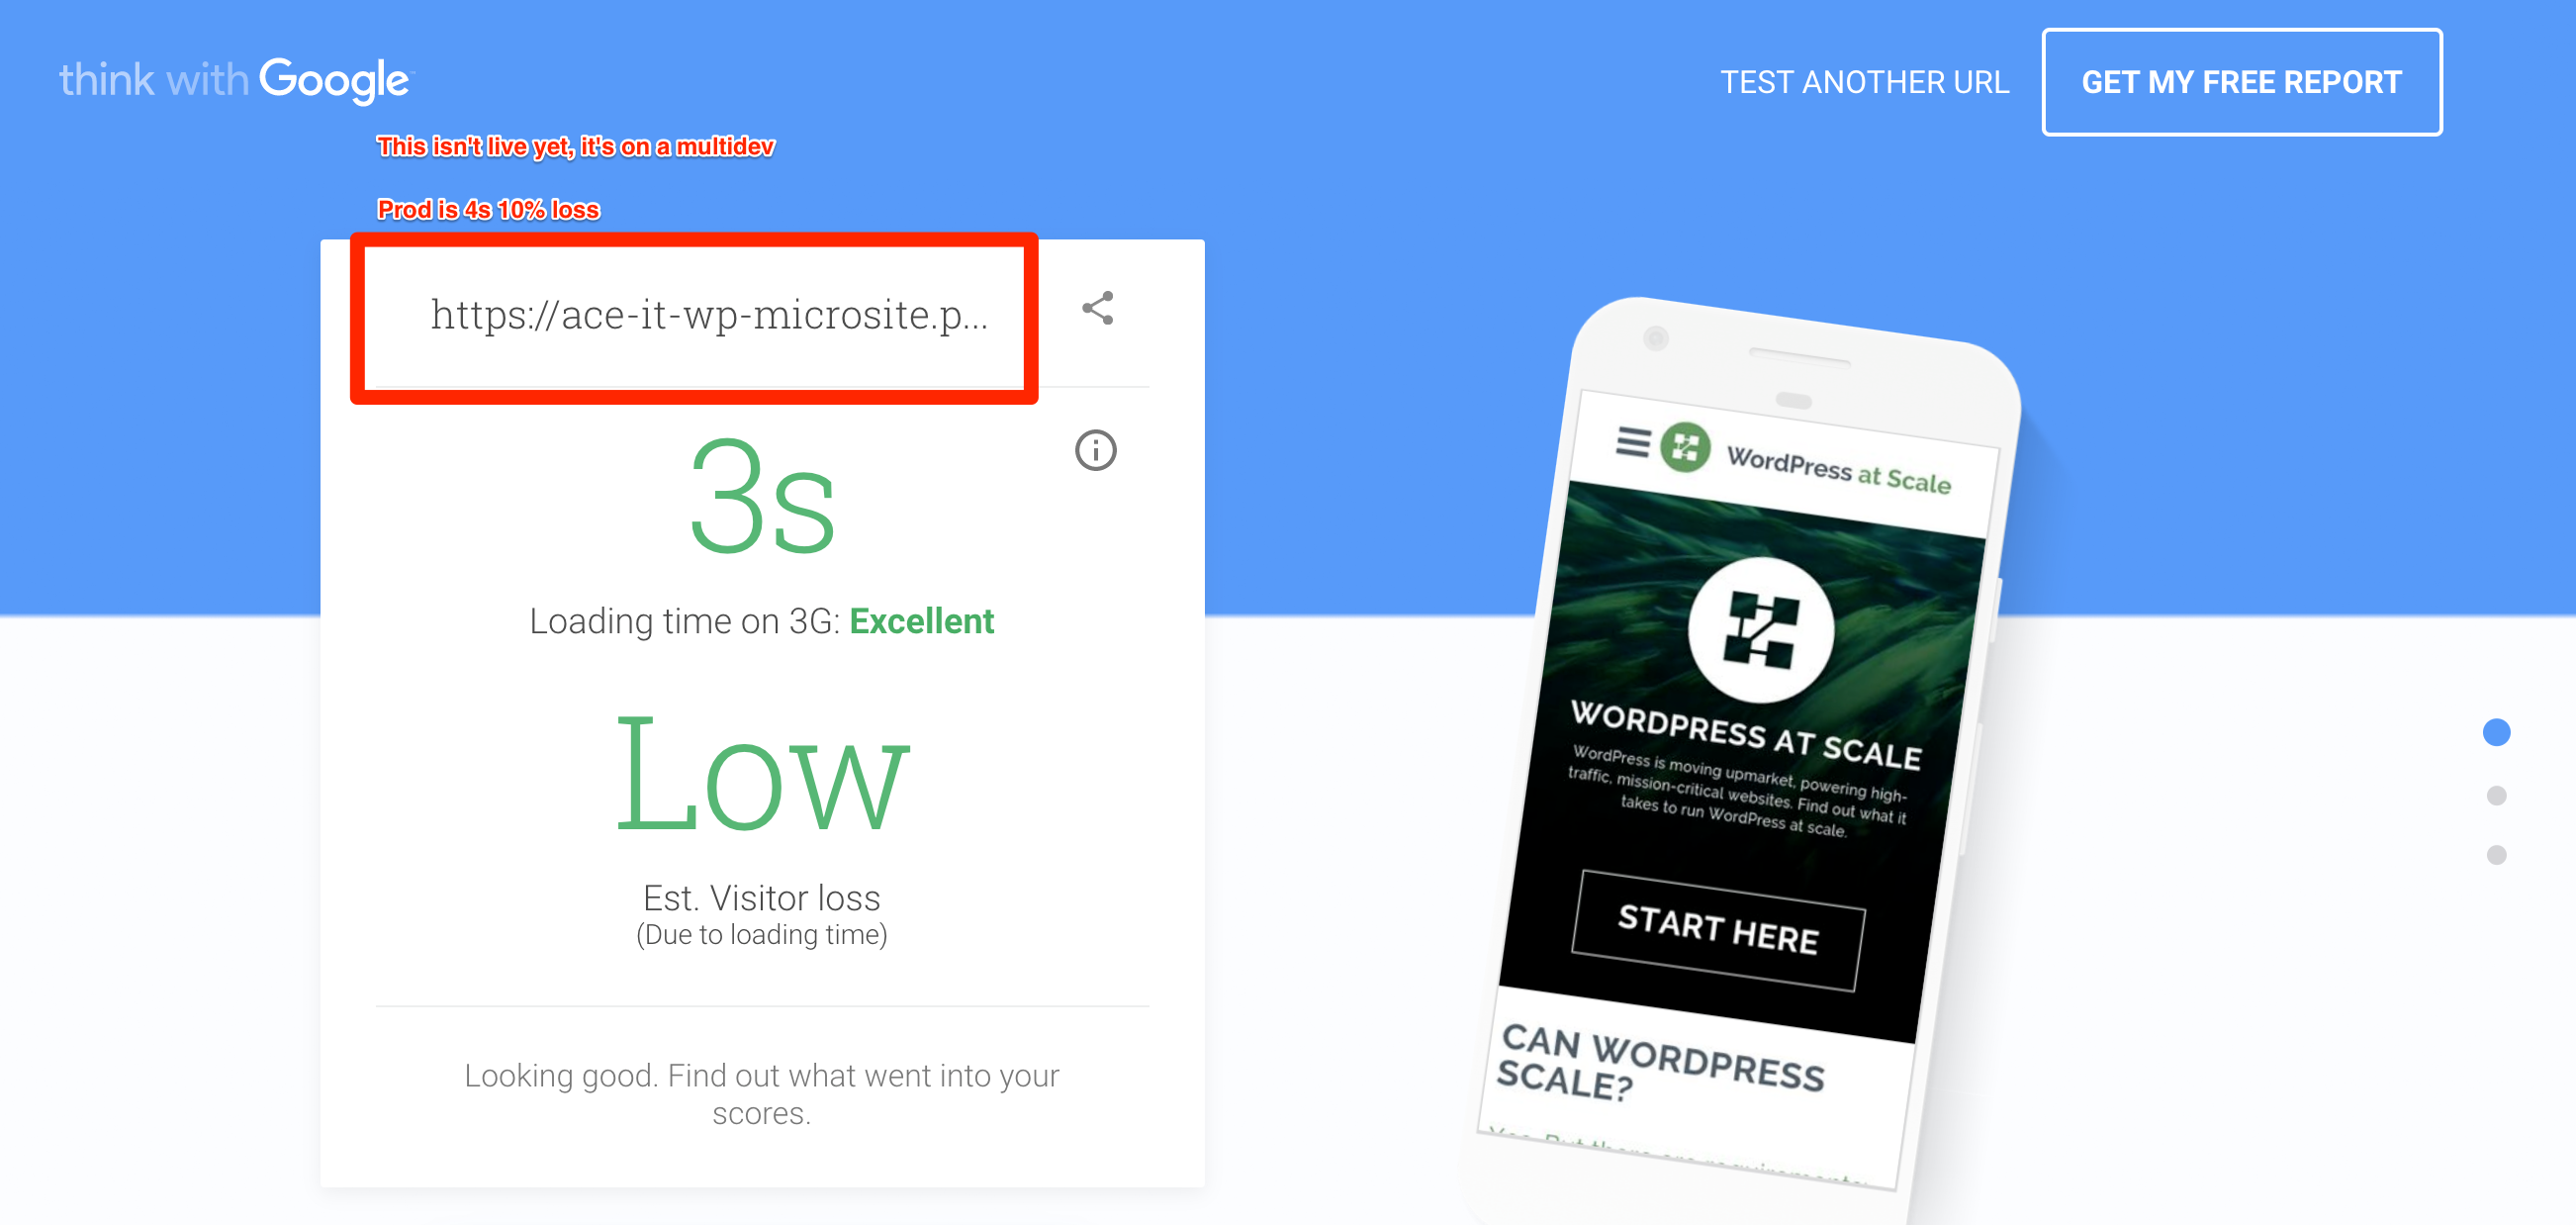 think with Google
TEST ANOTHER URL
GET MY FREE REPORT
This isn't live yet, it's on a multidev
Prod is 4s 10% loss
https://ace-it-wp-microsite.p...
3s
Loading time on 3G: Excellent
Low
Est. Visitor loss
(Due to loading time)
Looking good. Find out what went into your
scores.
WordPress at Scale
WORDPRESS AT SCALE
WordPress is moving upmarket, powering high-
traffic, mission-critical websites. Find out what it
takes to run WordPress at scale.
START HERE
CAN WORDPRESS
SCALE?